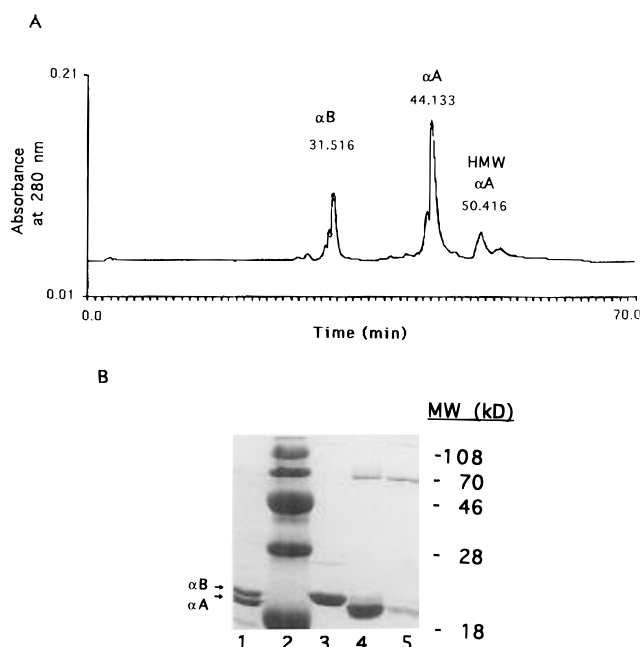 A
0.21
αB
31.516
αA
44.133
HMW
αA
50.416
Absorbance
at 280 nm
0.01
0.0
70.0
Time (min)
B
MW (kD)
-108
- 70
- 46
- 28
- 18
αB →
αA →
1 2 3 4 5